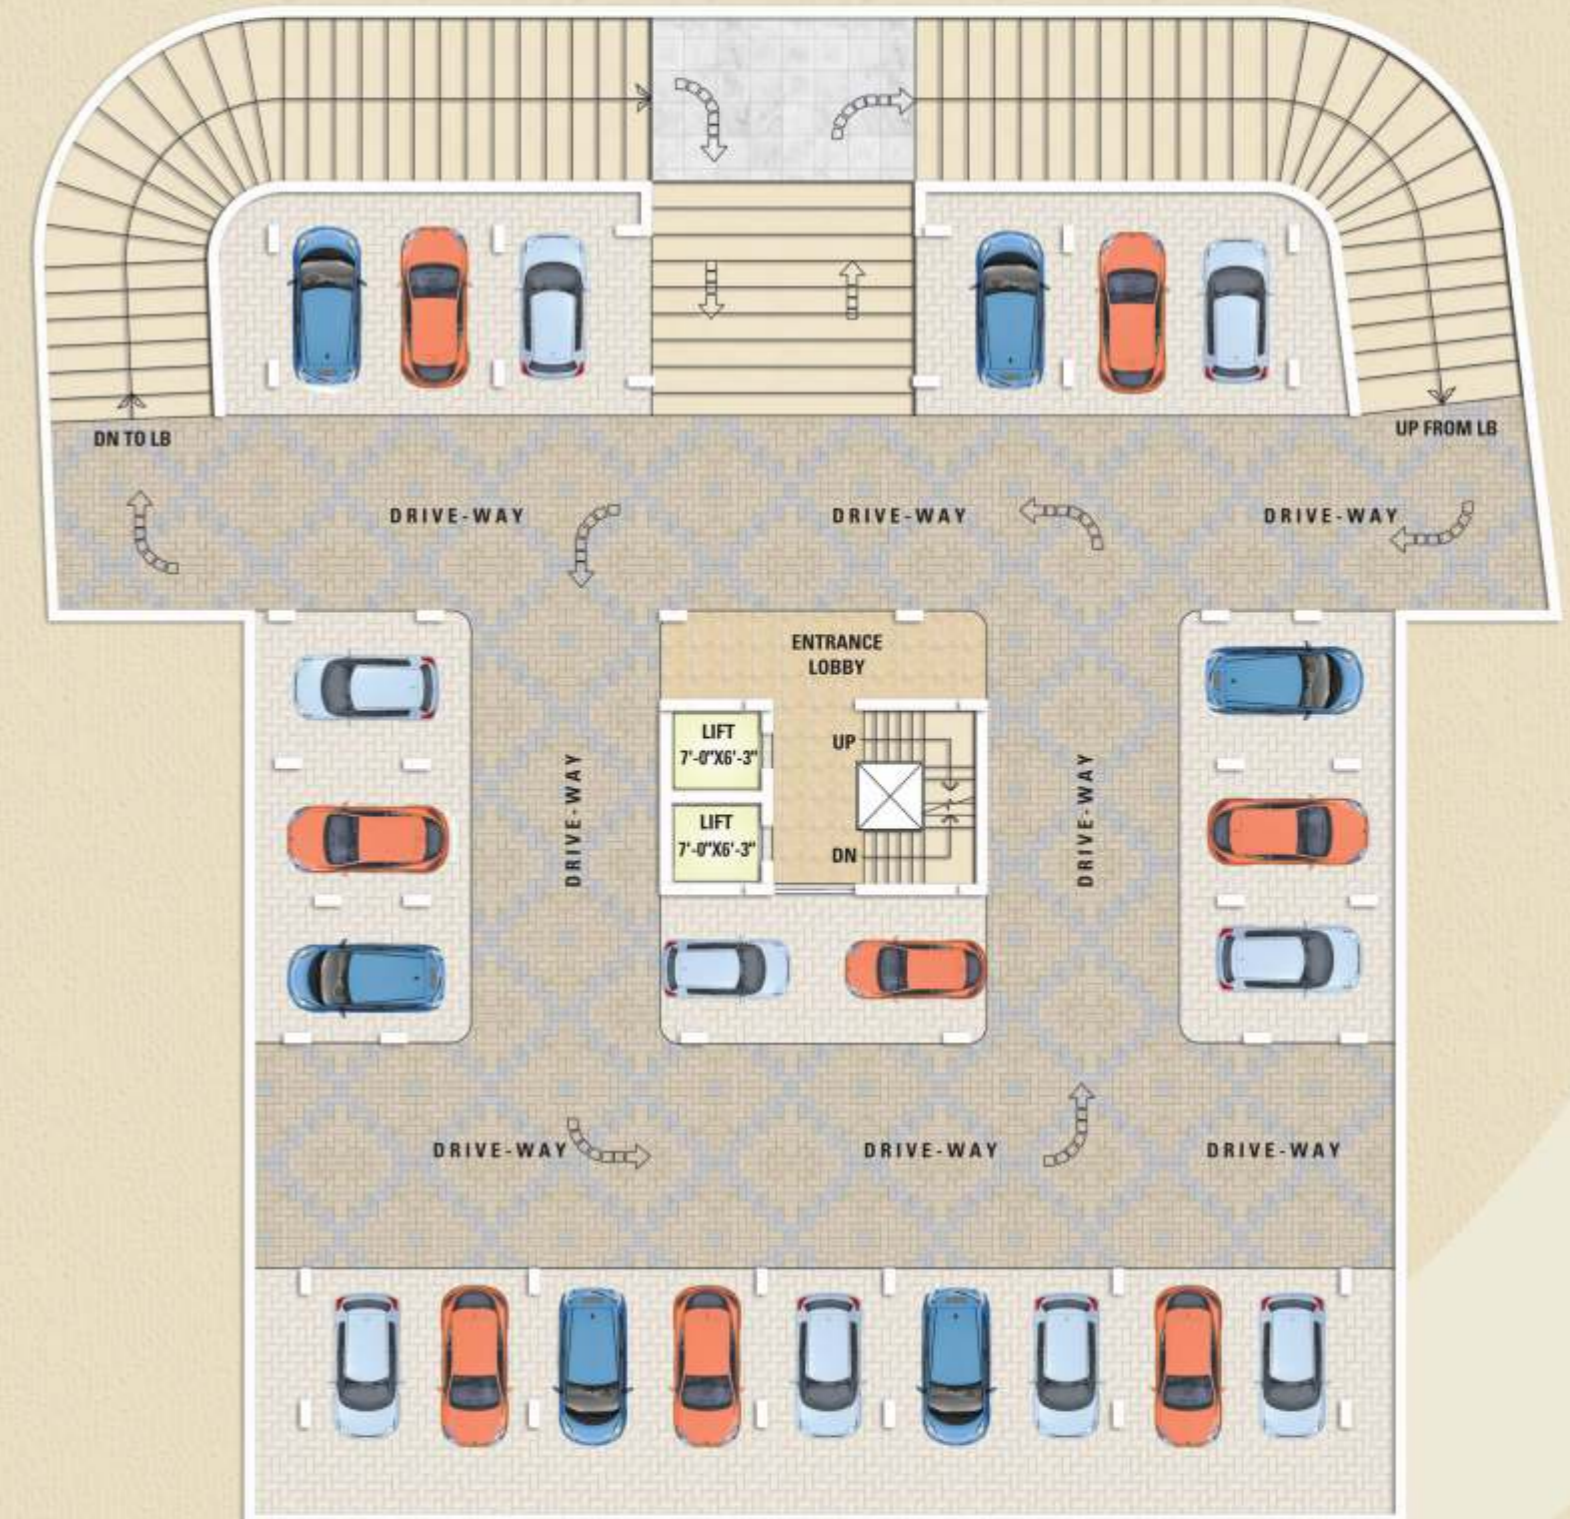 DN TO LB
UP FROM LB
DRIVE-WAY
DRIVE-WAY
DRIVE-WAY
ENTRANCE
LOBBY
LIFT
7'-0"X6'-3"
UP
LIFT
7'-0"X6'-3"
DN
DRIVE-WAY
DRIVE-WAY
DRIVE-WAY
DRIVE-WAY
DRIVE-WAY